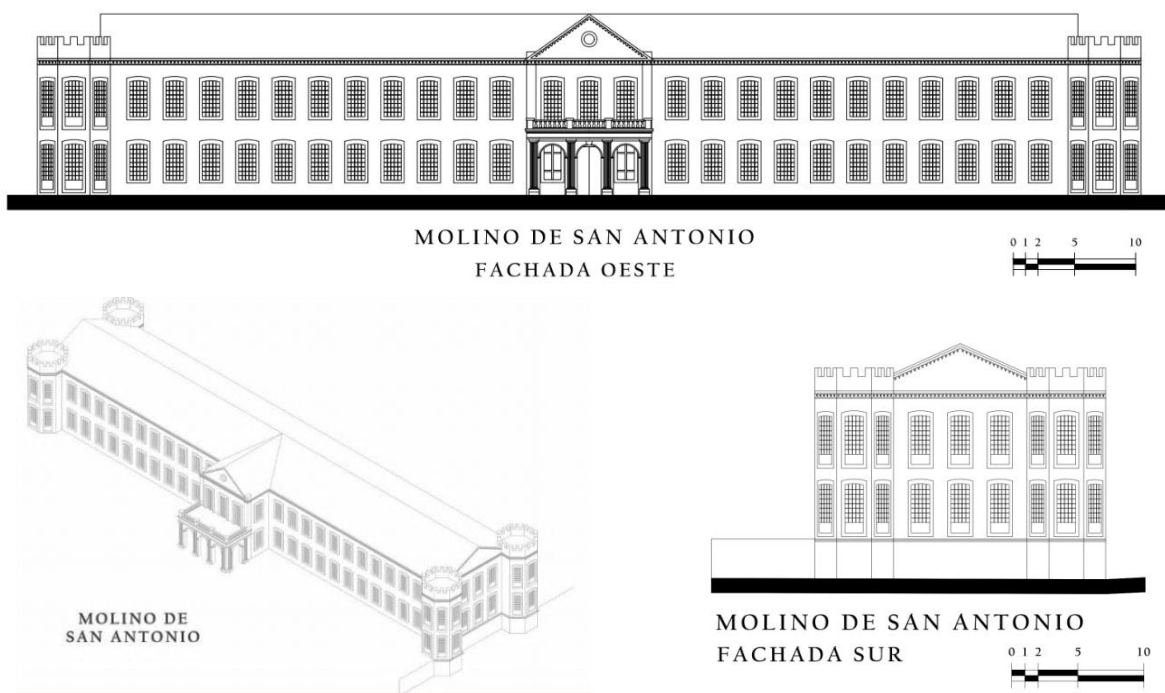 MOLINO DE SAN ANTONIO
FACHADA OESTE
0 1 2 5 10
MOLINO DE
SAN ANTONIO
MOLINO DE SAN ANTONIO
FACHADA SUR
0 1 2 5 10